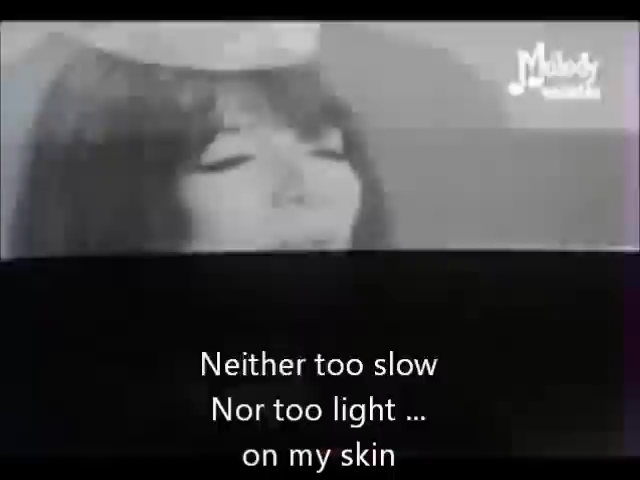 Melody
Neither too slow
Nor too light ...
on my skin